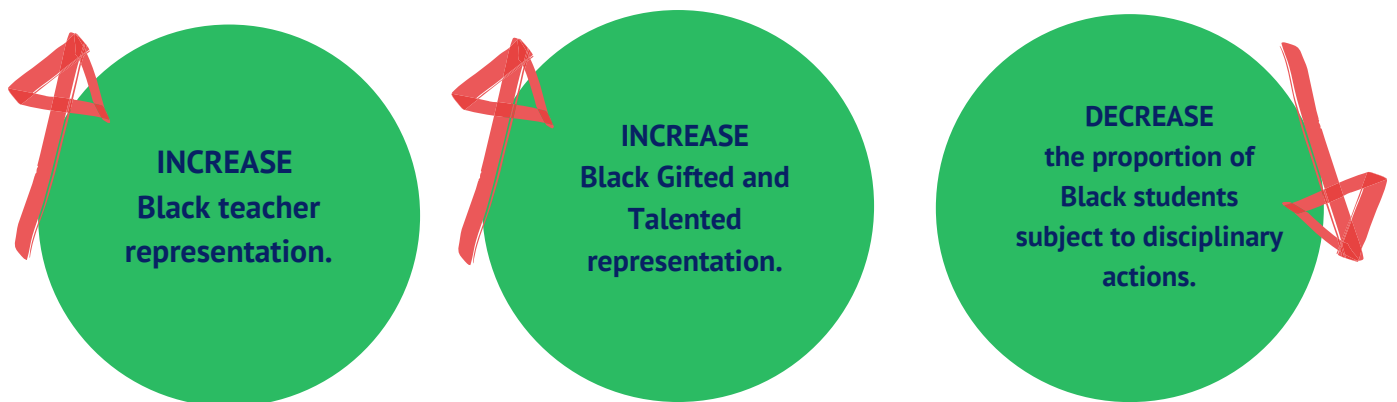 INCREASE
Black teacher
representation.
INCREASE
Black Gifted and
Talented
representation.
DECREASE
the proportion of
Black students
subject to disciplinary
actions.